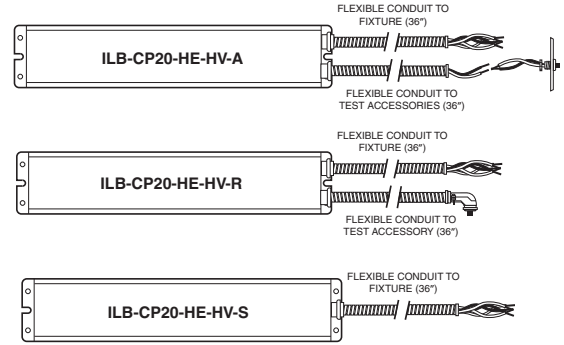 FLEXIBLE CONDUIT TO
FIXTURE (36")
ILB-CP20-HE-HV-A
FLEXIBLE CONDUIT TO
TEST ACCESSORIES (36")
FLEXIBLE CONDUIT TO
FIXTURE (36")
ILB-CP20-HE-HV-R
FLEXIBLE CONDUIT TO
TEST ACCESSORY (36")
FLEXIBLE CONDUIT TO
FIXTURE (36")
ILB-CP20-HE-HV-S